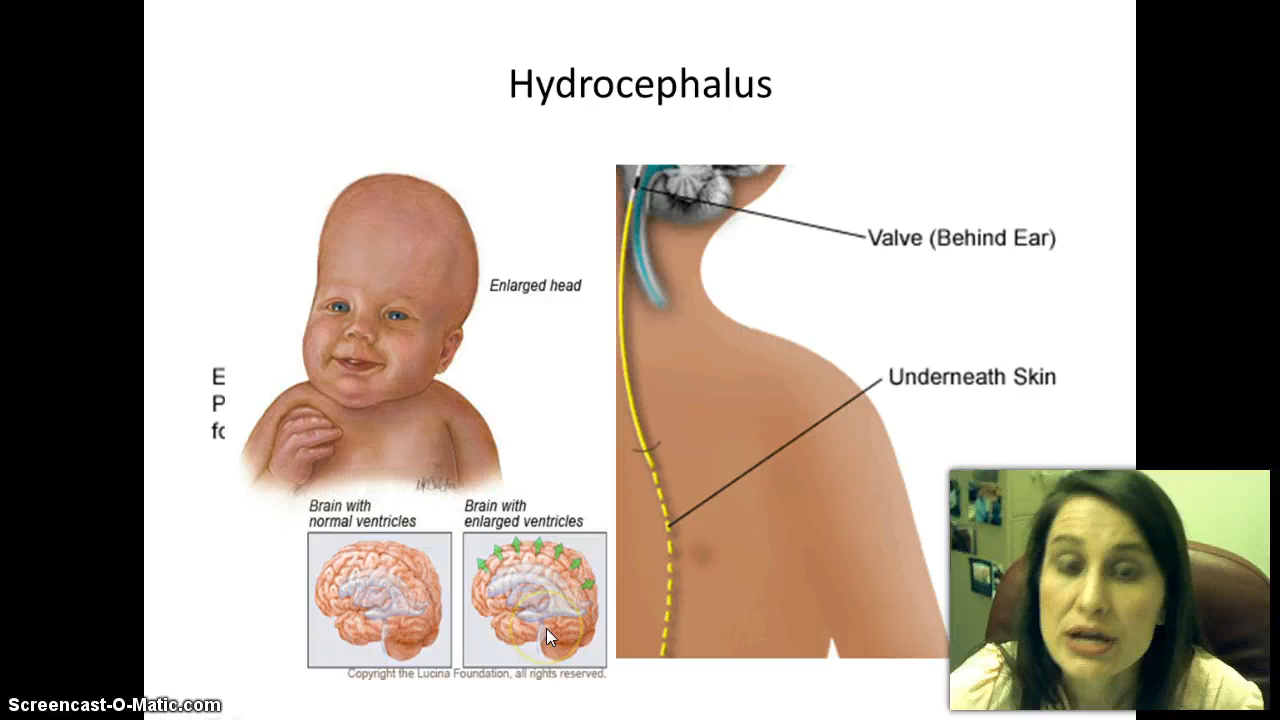 Hydrocephalus
Enlarged head
Valve (Behind Ear)
Underneath Skin
E
P
Brain with
normal ventricles
Brain with
enlarged ventricles
Copyright the Lucina Foundation, all rights reserved.
Screencast-O-Matic.com